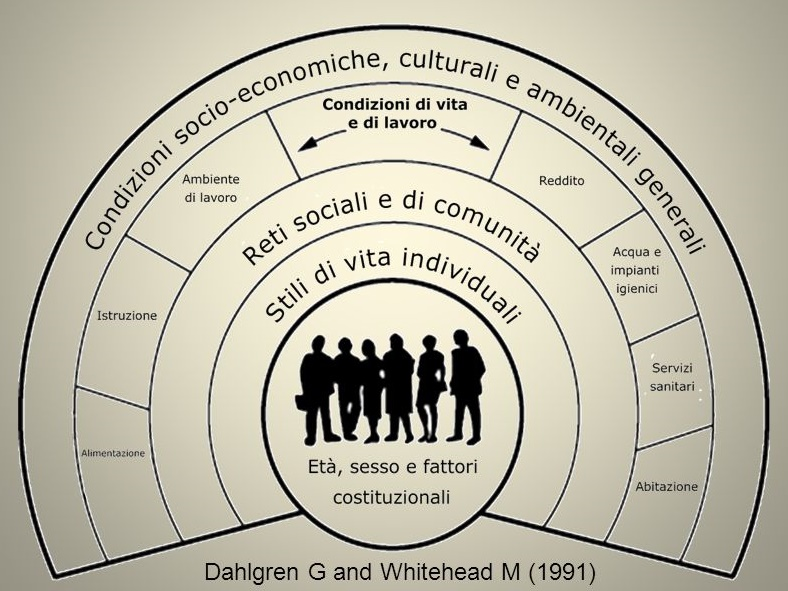 Condizioni socio-economiche, culturali e ambientali generali
Condizioni di vita
e di lavoro
Ambiente
di lavoro
Reddito
Reti sociali e di comunità
Acqua e
impianti
igienici
Stili di vita individuali
Istruzione
Servizi
sanitari
Alimentazione
Abitazione
Età, sesso e fattori
costituzionali
Dahlgren G and Whitehead M (1991)